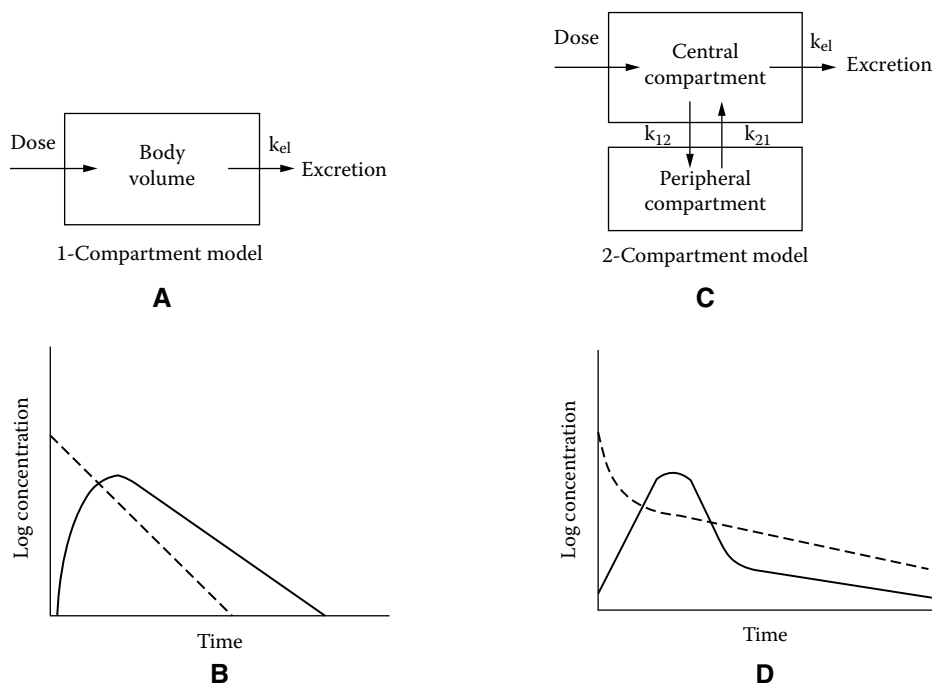 Dose
Body
volume
kel
Excretion
1-Compartment model
A
Dose
Central
compartment
kel
Excretion
k12
k21
Peripheral
compartment
2-Compartment model
C
Log concentration
Time
B
Log concentration
Time
D